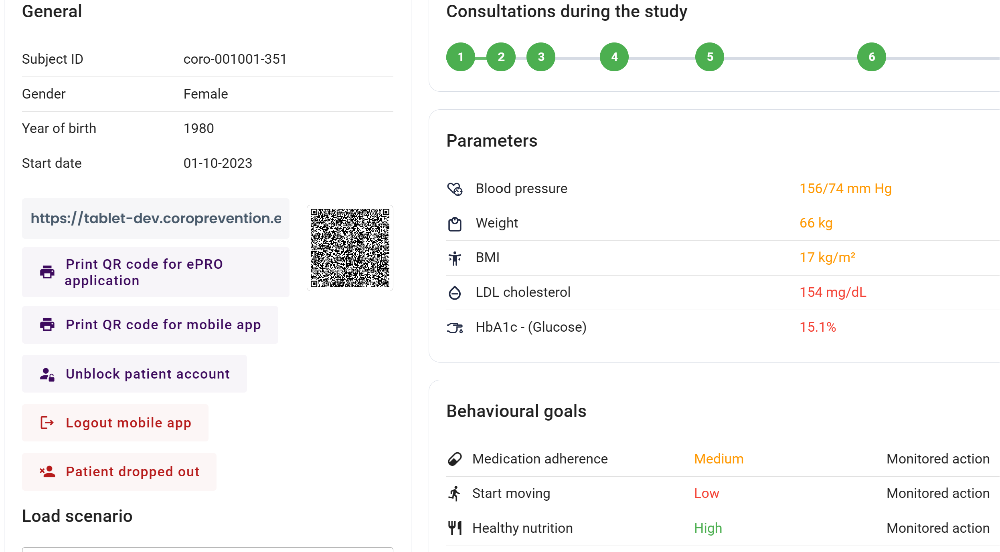 General
Subject ID coro-001001-351
Gender Female
Year of birth 1980
Start date 01-10-2023
https://tablet-dev.coroprevention.e
Print QR code for ePRO
application
Print QR code for mobile app
Unblock patient account
Logout mobile app
Patient dropped out
Load scenario
Consultations during the study
1 2 3 4 5 6
Parameters
Blood pressure 156/74 mm Hg
Weight 66 kg
BMI 17 kg/m²
LDL cholesterol 154 mg/dL
HbA1c - (Glucose) 15.1%
Behavioural goals
Medication adherence Medium Monitored action
Start moving Low Monitored action
Healthy nutrition High Monitored action